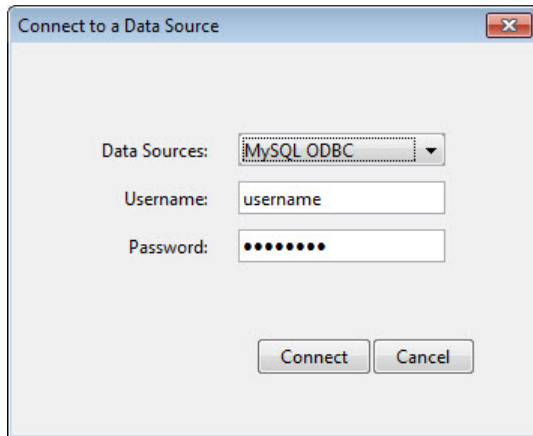 Connect to a Data Source
Data Sources: MySQL ODBC
Username: username
Password: ••••••••
Connect Cancel